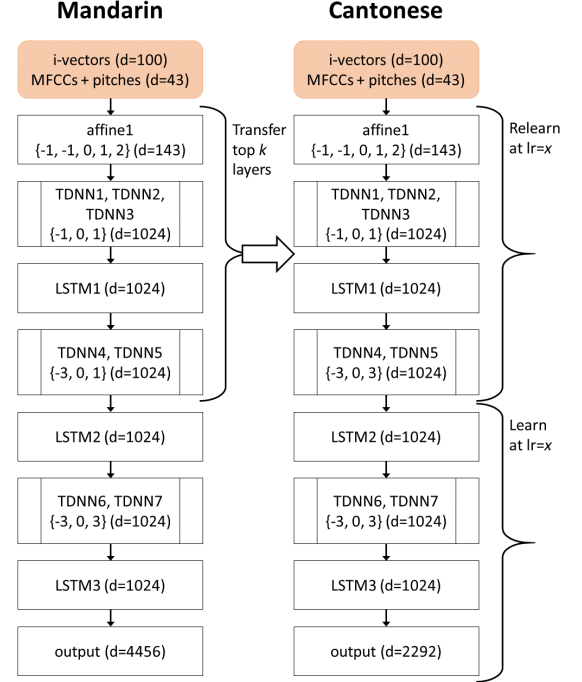 Mandarin
i-vectors (d=100)
MFCCs + pitches (d=43)
affine1
{-1, -1, 0, 1, 2} (d=143)
TDNN1, TDNN2,
TDNN3
{-1, 0, 1} (d=1024)
LSTM1 (d=1024)
TDNN4, TDNN5
{-3, 0, 1} (d=1024)
LSTM2 (d=1024)
TDNN6, TDNN7
{-3, 0, 3} (d=1024)
LSTM3 (d=1024)
output (d=4456)
Transfer
top k
layers
Cantonese
i-vectors (d=100)
MFCCs + pitches (d=43)
affine1
{-1, -1, 0, 1, 2} (d=143)
TDNN1, TDNN2,
TDNN3
{-1, 0, 1} (d=1024)
LSTM1 (d=1024)
TDNN4, TDNN5
{-3, 0, 3} (d=1024)
LSTM2 (d=1024)
TDNN6, TDNN7
{-3, 0, 3} (d=1024)
LSTM3 (d=1024)
output (d=2292)
Relearn
at lr=x
Learn
at lr=x